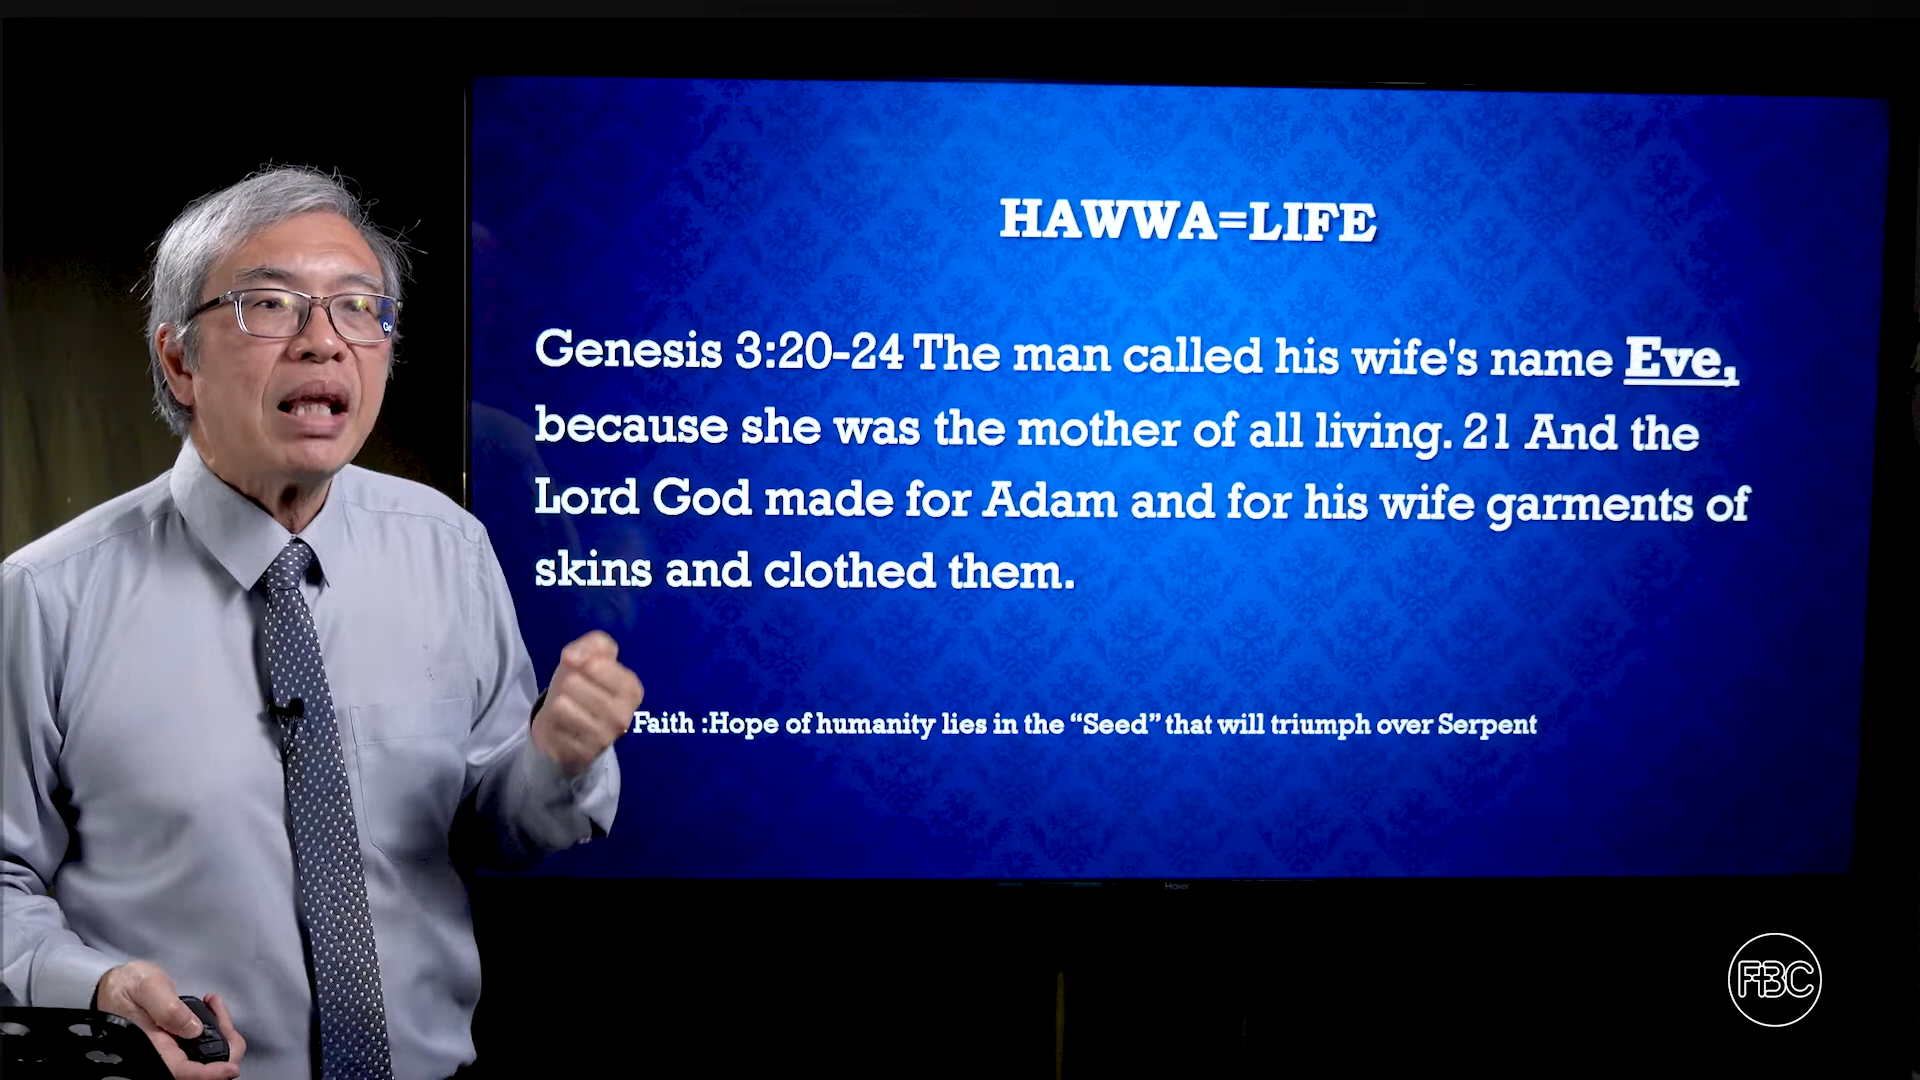 HAWWA=LIFE
Genesis 3:20-24 The man called his wife's name Eve,
because she was the mother of all living. 21 And the
Lord God made for Adam and for his wife garments of
skins and clothed them.
Faith :Hope of humanity lies in the “Seed” that will triumph over Serpent
Haier
FBC